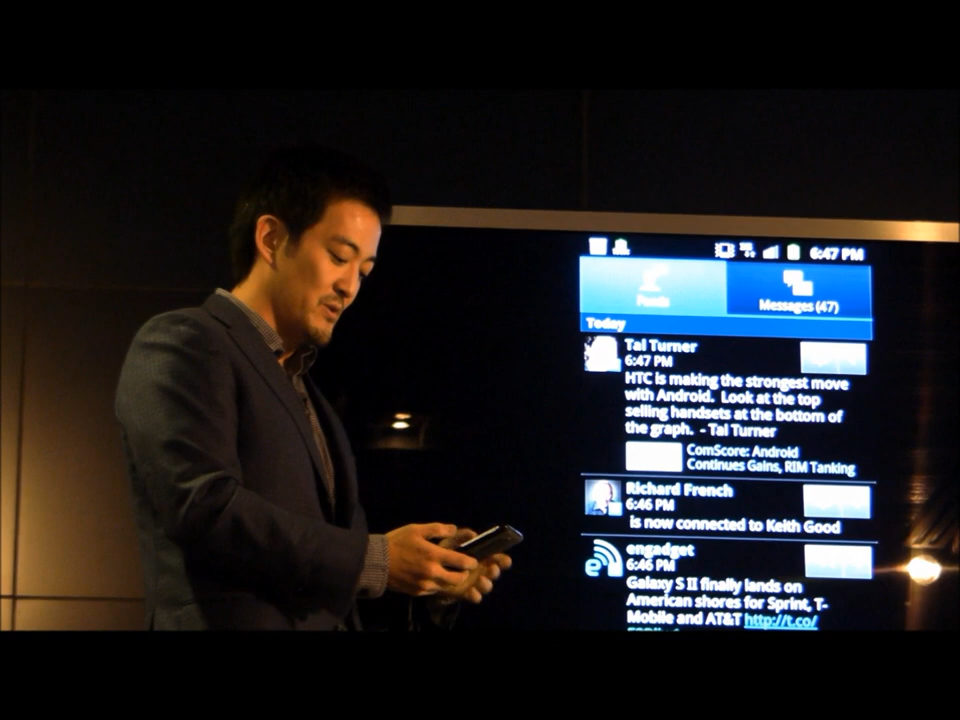 6:47 PM
Feeds
Messages (47)
Today
Tal Turner
6:47 PM
HTC is making the strongest move
with Android. Look at the top
selling handsets at the bottom of
the graph. - Tal Turner
ComScore: Android
Continues Gains, RIM Tanking
Richard French
6:46 PM
is now connected to Keith Good
engadget
6:46 PM
Galaxy S II finally lands on
American shores for Sprint, T-
Mobile and AT&T http://t.co/